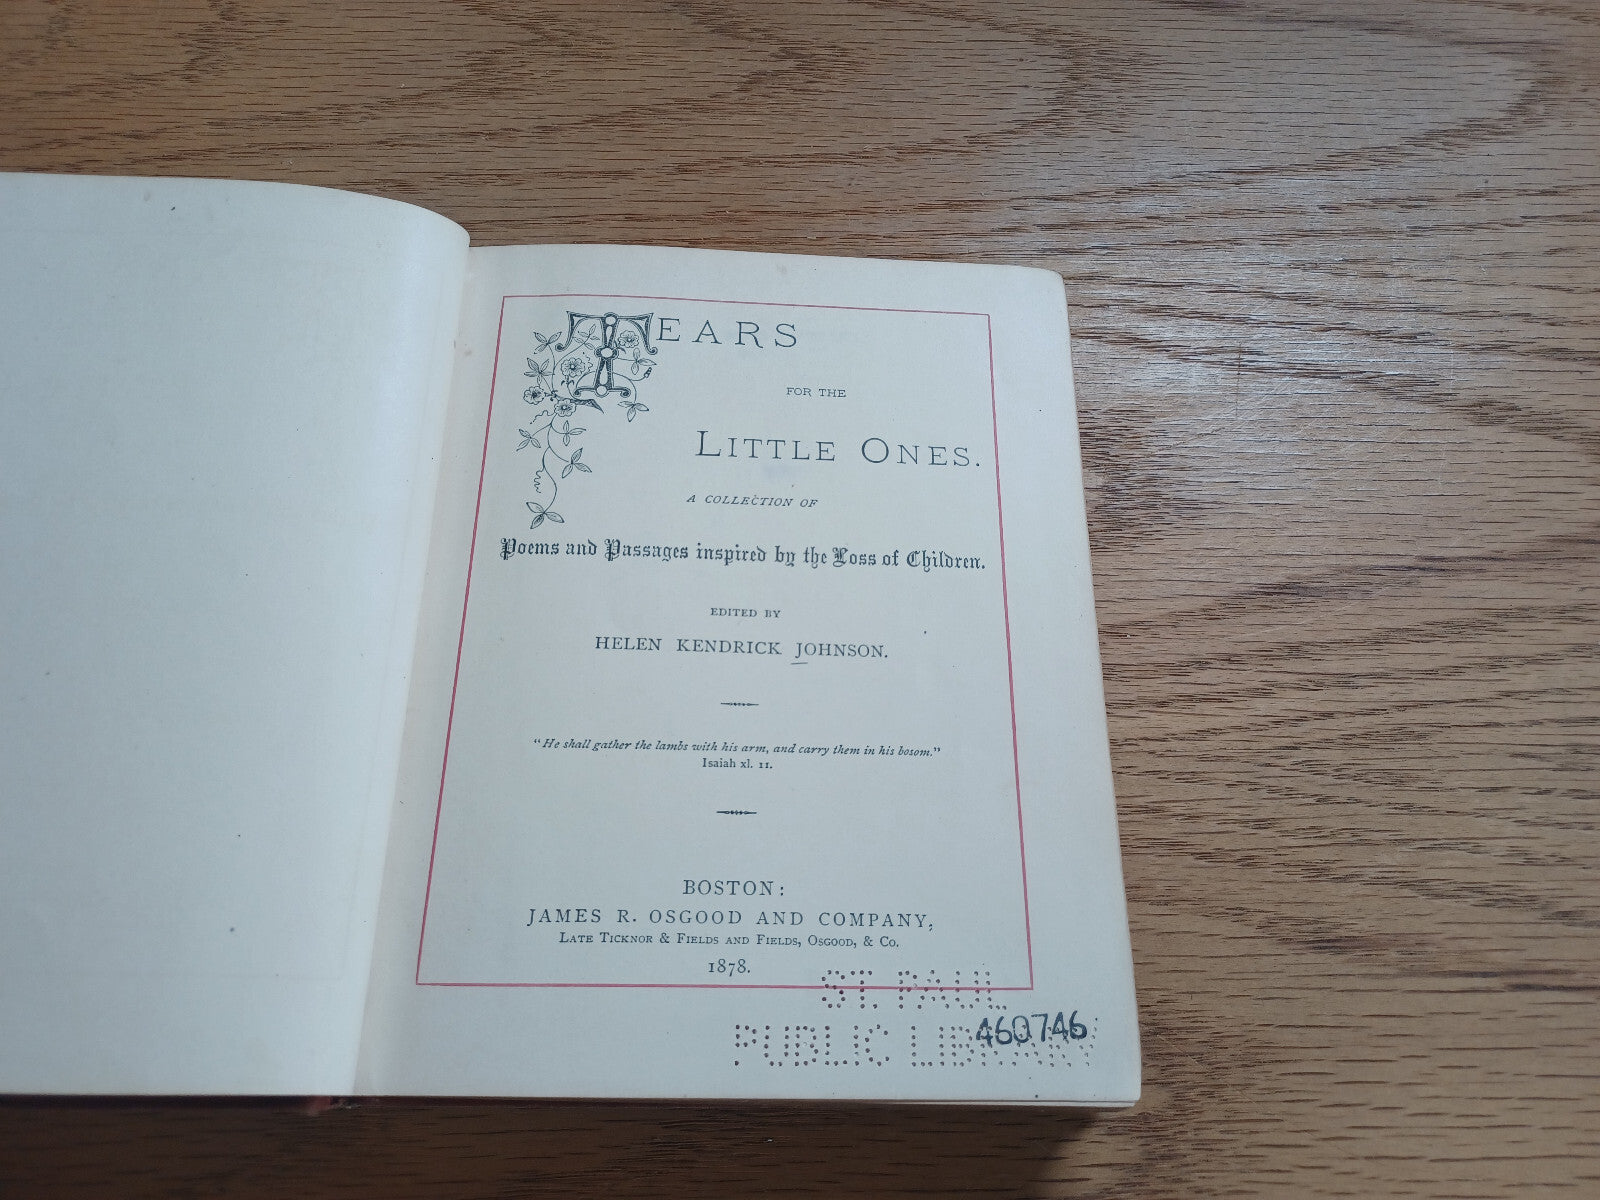 TEARS
FOR THE
LITTLE ONES.
A COLLECTION OF
Poems and Passages inspired by the Loss of Children.
EDITED BY
HELEN KENDRICK JOHNSON.
“He shall gather the lambs with his arm, and carry them in his bosom.”
Isaiah xl. 11.
BOSTON:
JAMES R. OSGOOD AND COMPANY,
LATE TICKNOR & FIELDS AND FIELDS, OSGOOD, & CO.
1878.
ST. PAUL
PUBLIC LIBRARY
460746